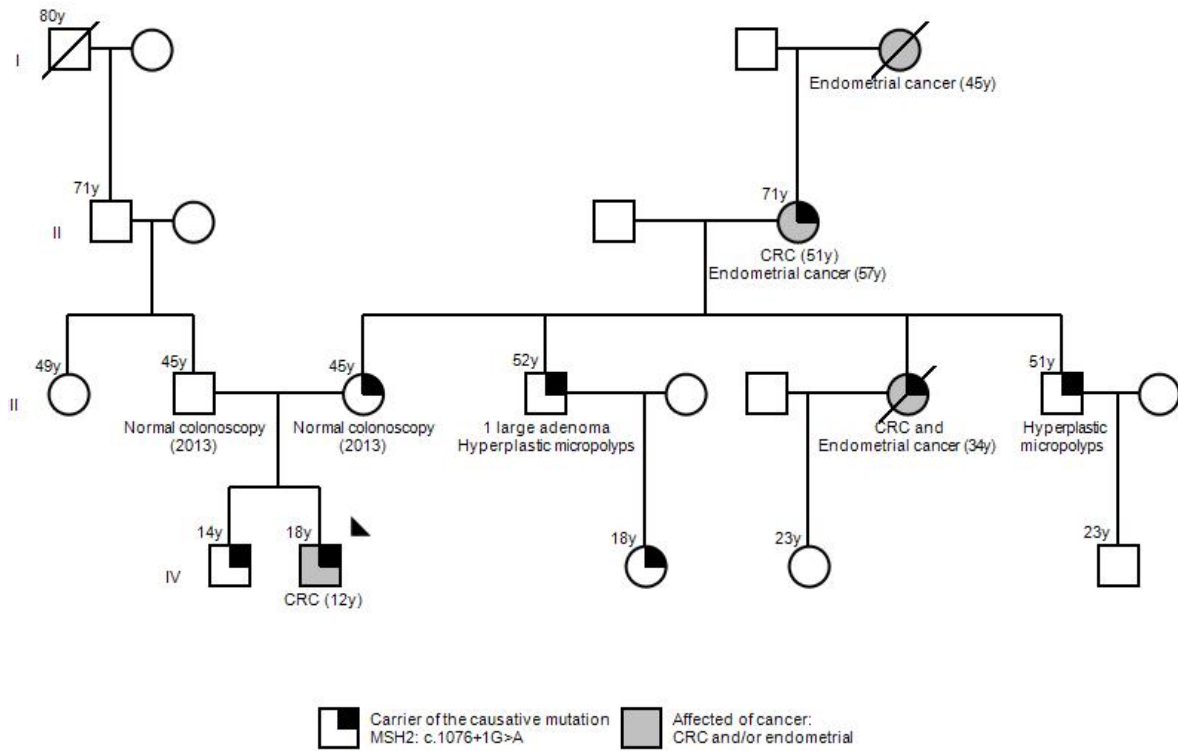 80y
I
Endometrial cancer (45y)
71y
71y
II
CRC (51y)
Endometrial cancer (57y)
49y
45y
45y
52y
51y
II
Normal colonoscopy
(2013)
Normal colonoscopy
(2013)
1 large adenoma
Hyperplastic micropolyps
CRC and
Endometrial cancer (34y)
Hyperplastic
micropolyps
14y
18y
18y
23y
23y
IV
CRC (12y)
Carrier of the causative mutation
MSH2: c.1076+1G>A
Affected of cancer:
CRC and/or endometrial